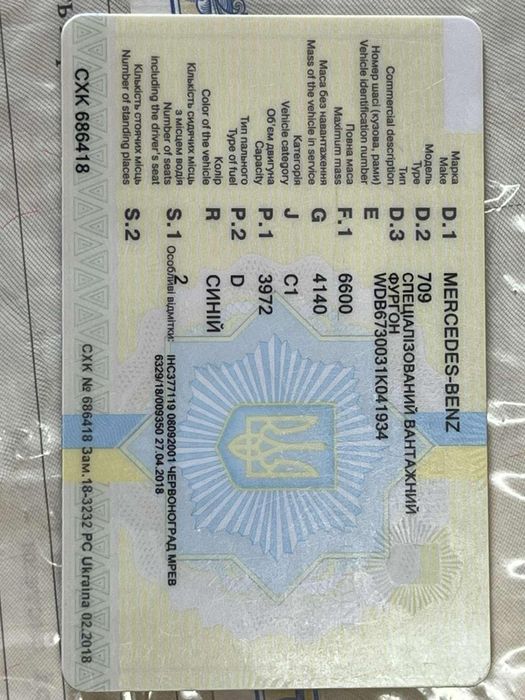 Марка
Make D.1 MERCEDES-BENZ
Модель
Type D.2 709
Тип D.3 СПЕЦІАЛІЗОВАНИЙ ВАНТАЖНИЙ
Commercial description ФУРГОН
Номер шасі (кузова, рами)
Vehicle identification number E WDB6730031K041934
Повна маса
Maximum mass F.1 6600
Маса без навантаження
Mass of the vehicle in service G 4140
Категорія
Vehicle category J C1
Об'єм двигуна
Capacity P.1 3972
Тип пального
Type of fuel P.2 D
Колір
Color of the vehicle R СИНІЙ
Кількість сидячих місць
з місцем водія
Number of seats
including the driver's seat S.1 2
Особливі відмітки: ІНС377119 08092001 ЧЕРВОНОГРАД МРЕВ
6329/18/009350 27.04.2018
Кількість стоячих місць
Number of standing places S.2
СХК 686418
СХК № 686418 Зам.18-3232 РС Ukraina 02.2018